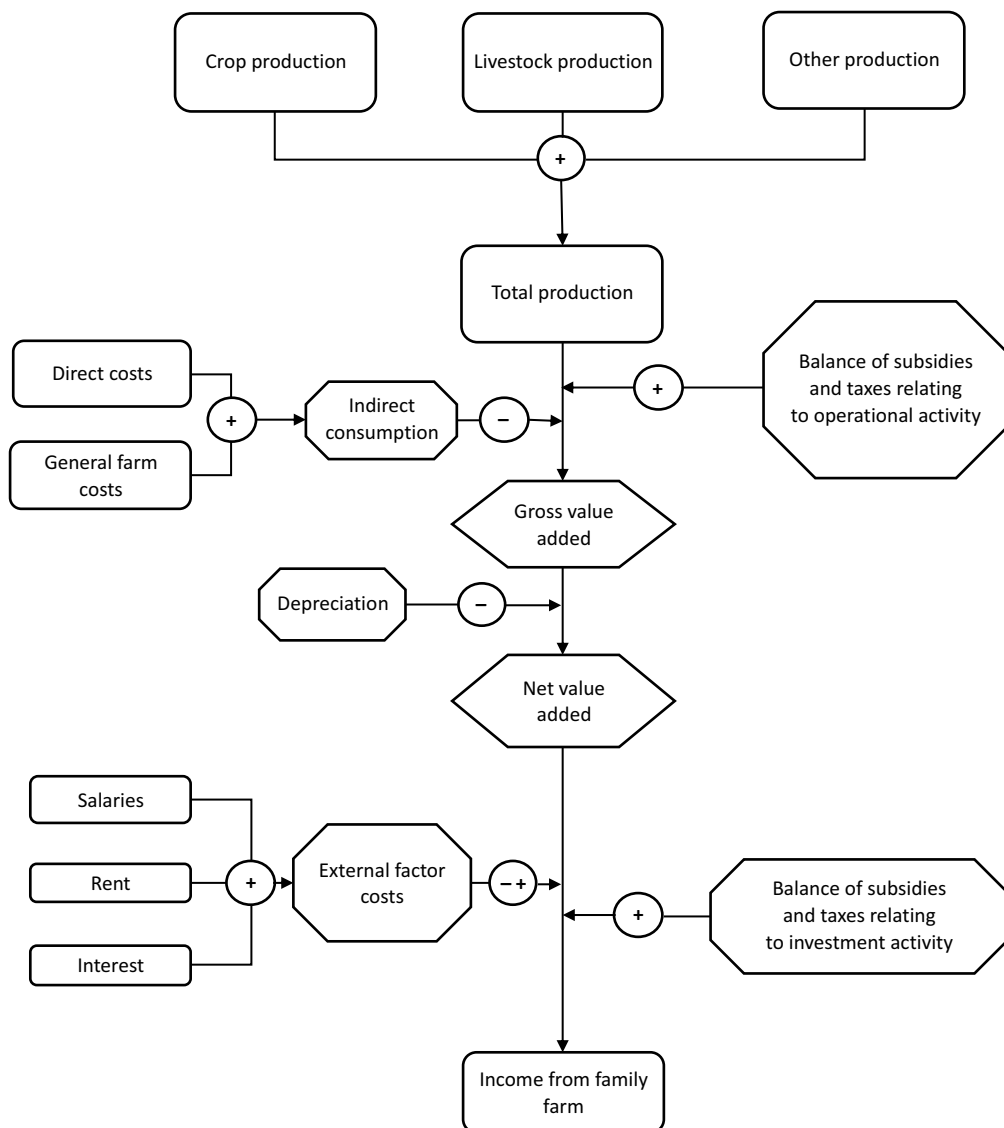 Crop production
Livestock production
Other production
+
Total production
Direct costs
General farm
costs
+
Indirect
consumption
−
+
Balance of subsidies
and taxes relating
to operational activity
Gross value
added
Depreciation
−
Net value
added
Salaries
Rent
Interest
+
External factor
costs
− +
+
Balance of subsidies
and taxes relating
to investment activity
Income from family
farm